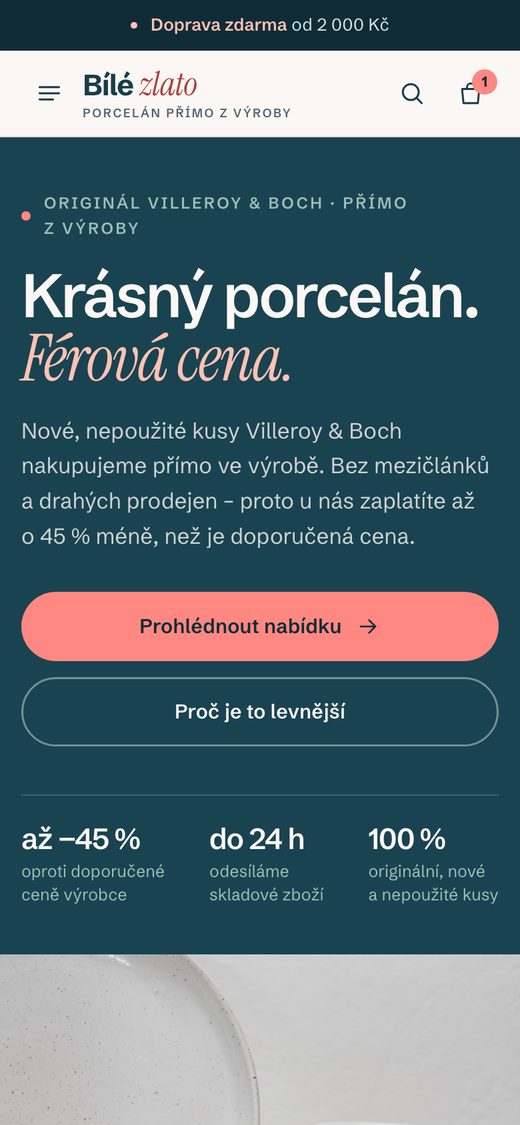 Doprava zdarma od 2 000 Kč
Bílé zlato
PORCELÁN PŘÍMO Z VÝROBY
1
ORIGINÁL VILLEROY & BOCH · PŘÍMO
Z VÝROBY
Krásný porcelán.
Férová cena.
Nové, nepoužité kusy Villeroy & Boch
nakupujeme přímo ve výrobě. Bez mezičlánků
a drahých prodejen – proto u nás zaplatíte až
o 45 % méně, než je doporučená cena.
Prohlédnout nabídku →
Proč je to levnější
až −45 %
oproti doporučené
ceně výrobce
do 24 h
odesíláme
skladové zboží
100 %
originální, nové
a nepoužité kusy